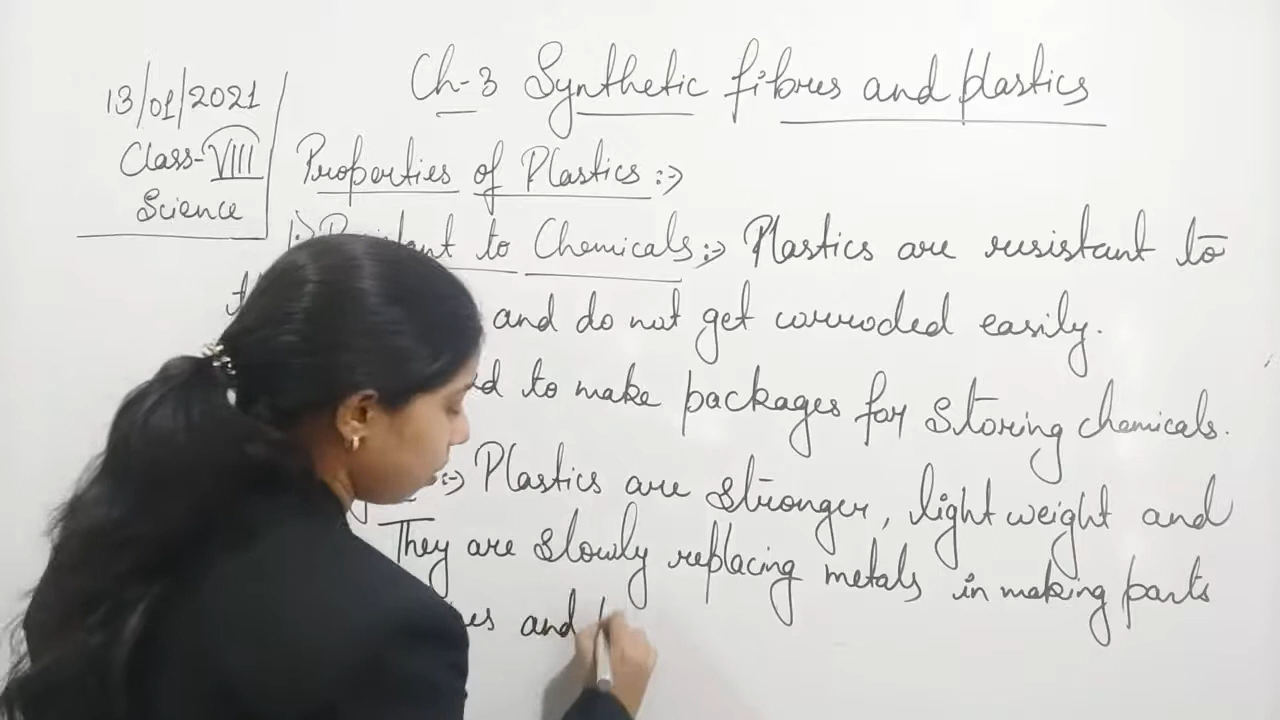 Ch-3 Synthetic fibres and plastics
13/01/2021
Class-VIII
Science
Properties of Plastics:->
to Chemicals:-> Plastics are resistant to
and do not get corroded easily.
to make packages for storing chemicals.
:-> Plastics are stronger, light weight and
They are slowly replacing metals in making parts
and